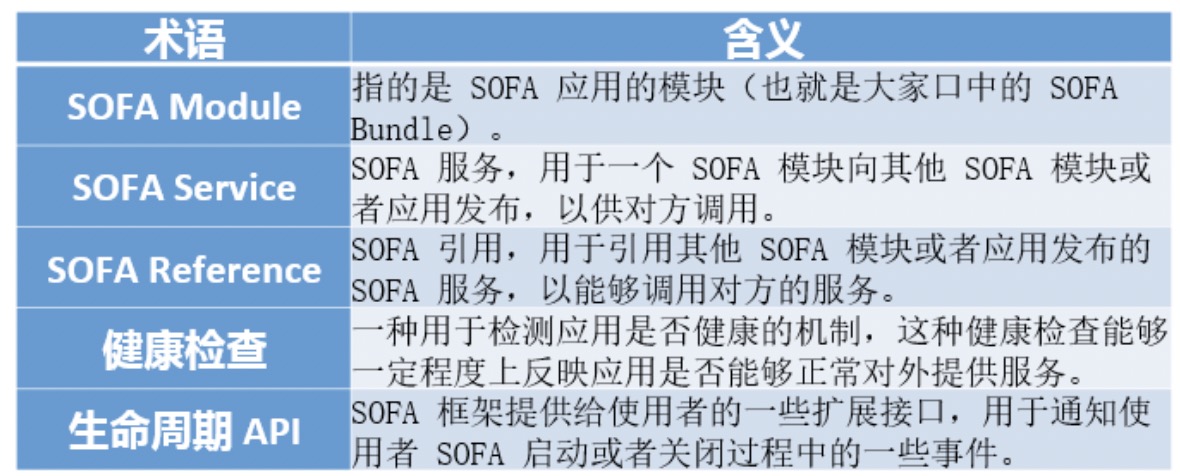 术语 含义
SOFA Module
指的是 SOFA 应用的模块（也就是大家口中的 SOFA
Bundle）。
SOFA Service
SOFA 服务，用于一个 SOFA 模块向其他 SOFA 模块或
者应用发布，以供对方调用。
SOFA Reference
SOFA 引用，用于引用其他 SOFA 模块或者应用发布的
SOFA 服务，以能够调用对方的服务。
健康检查
一种用于检测应用是否健康的机制，这种健康检查能够
一定程度上反映应用是否能够正常对外提供服务。
生命周期 API
SOFA 框架提供给使用者的一些扩展接口，用于通知使
用者 SOFA 启动或者关闭过程中的一些事件。